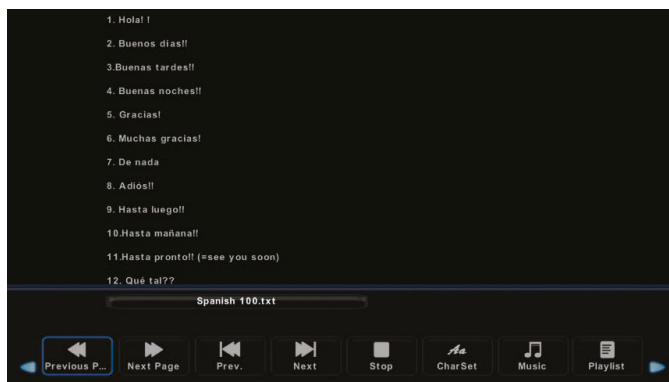 1. Hola! !
2. Buenos días!!
3.Buenas tardes!!
4. Buenas noches!!
5. Gracias!
6. Muchas gracias!
7. De nada
8. Adiós!!
9. Hasta luego!!
10.Hasta mañana!!
11.Hasta pronto!! (=see you soon)
12. Qué tal??
Spanish 100.txt
Previous P... Next Page Prev. Next Stop CharSet Music Playlist